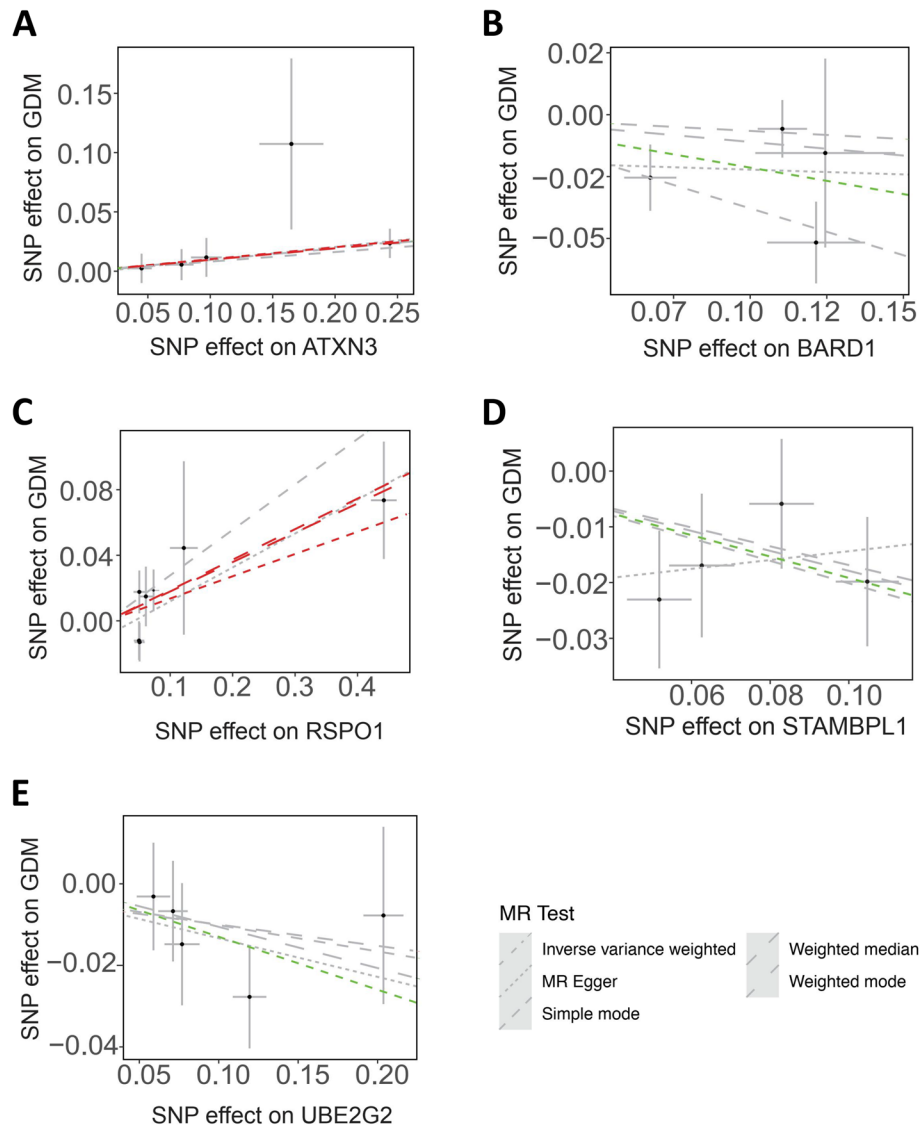 A
SNP effect on GDM
0.15
0.10
0.05
0.00
0.05 0.10 0.15 0.20 0.25
SNP effect on ATXN3
B
SNP effect on GDM
0.02
0.00
−0.02
−0.05
0.07 0.10 0.12 0.15
SNP effect on BARD1
C
SNP effect on GDM
0.08
0.04
0.00
0.1 0.2 0.3 0.4
SNP effect on RSPO1
D
SNP effect on GDM
0.00
−0.01
−0.02
−0.03
0.06 0.08 0.10
SNP effect on STAMBPL1
E
SNP effect on GDM
0.00
−0.02
−0.04
0.05 0.10 0.15 0.20
SNP effect on UBE2G2
MR Test
Inverse variance weighted
MR Egger
Simple mode
Weighted median
Weighted mode